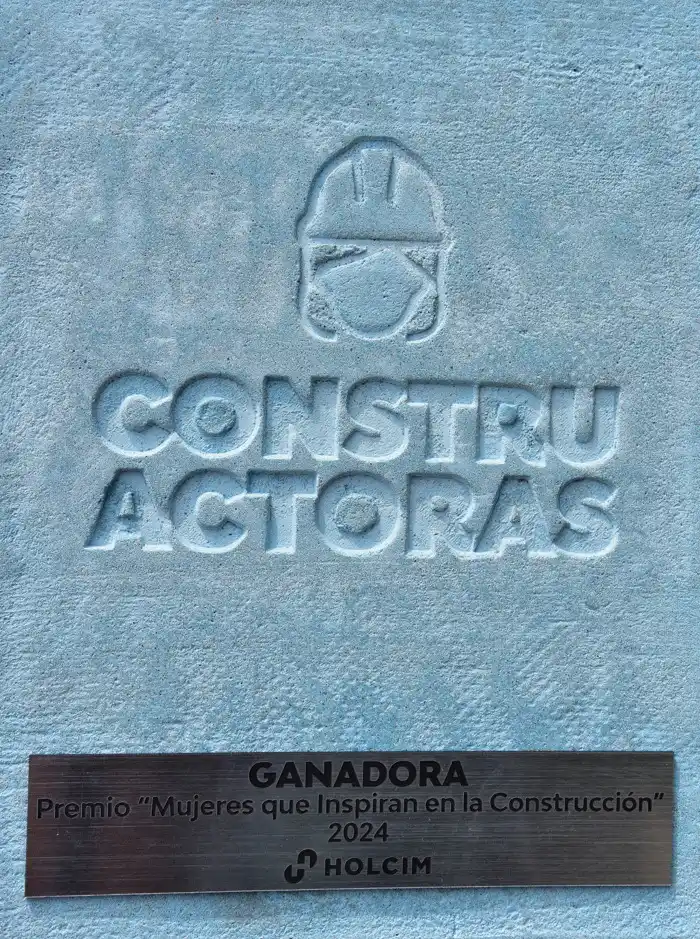 CONSTRU
ACTORAS
GANADORA
Premio “Mujeres que Inspiran en la Construcción”
2024
HOLCIM